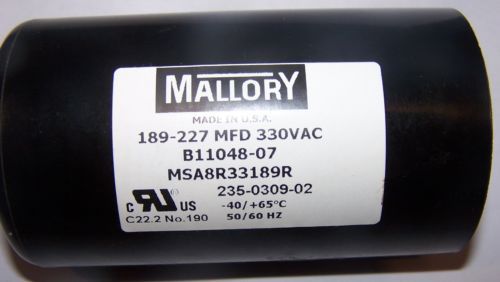 MALLORY
MADE IN U.S.A.
189-227 MFD 330VAC
B11048-07
MSA8R33189R
235-0309-02
C RU ® US
-40/+65°C
C22.2 No.190
50/60 HZ